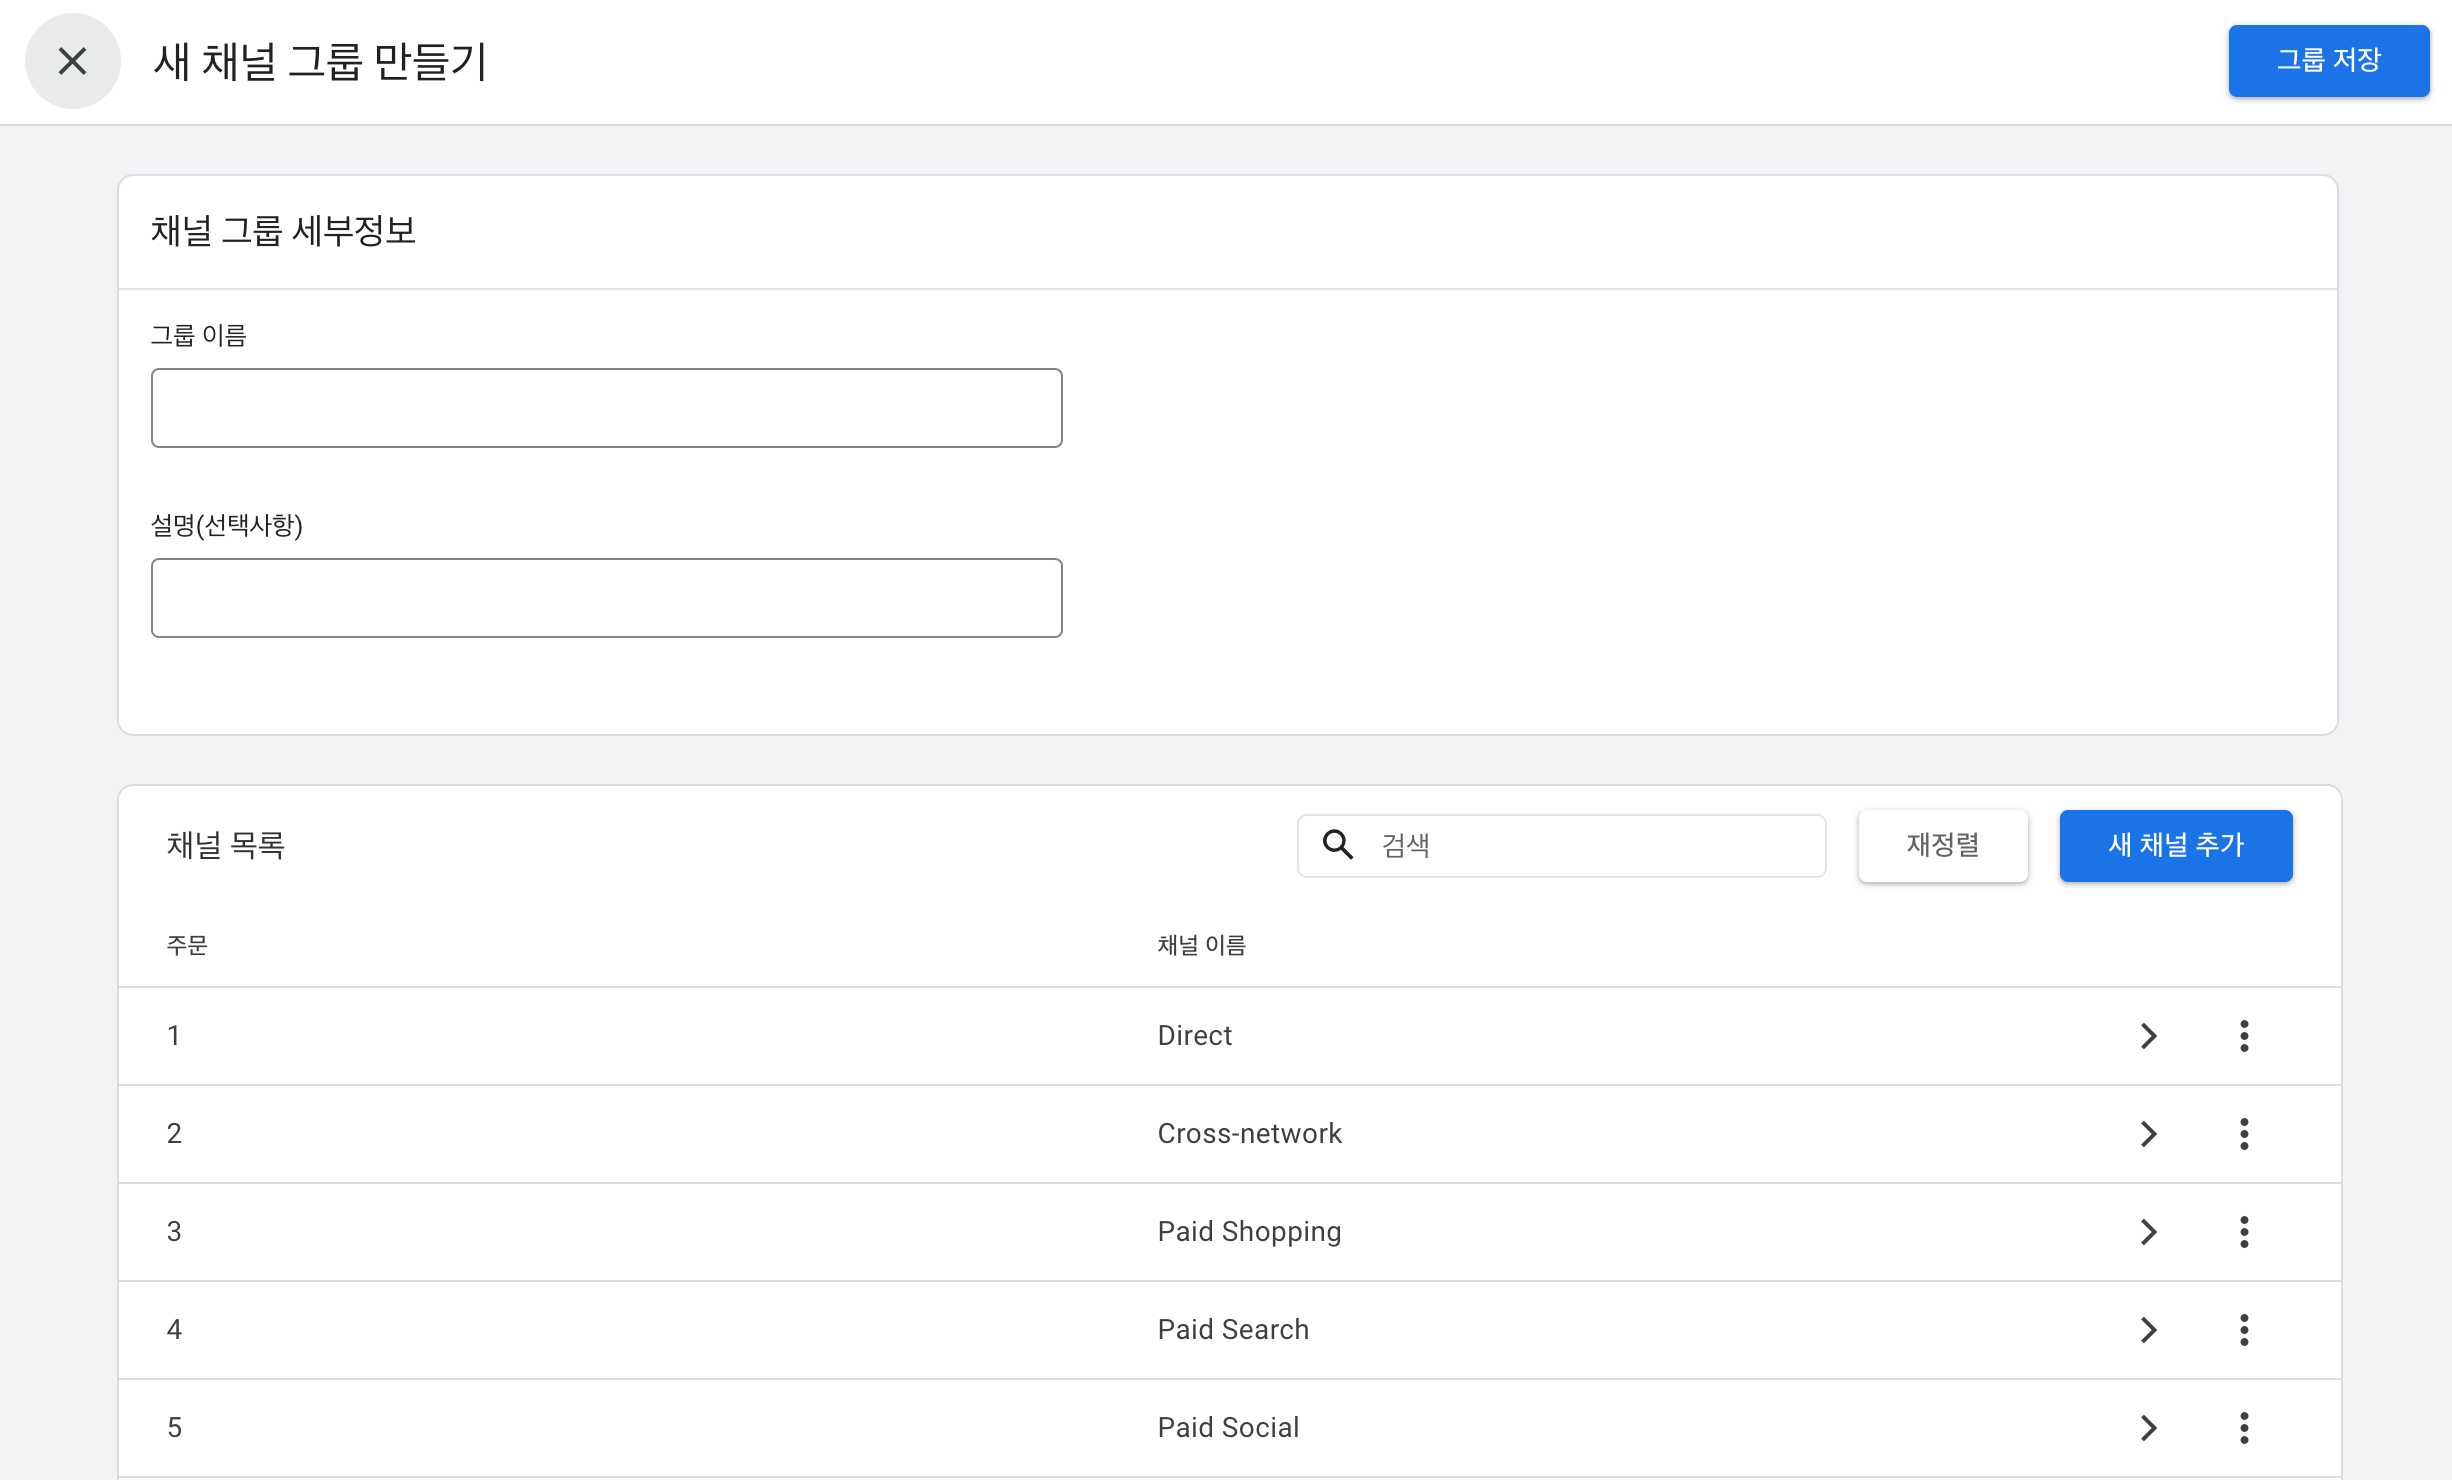 새 채널 그룹 만들기
그룹 저장
채널 그룹 세부정보
그룹 이름
설명(선택사항)
채널 목록
검색
재정렬
새 채널 추가
주문 채널 이름
1 Direct
2 Cross-network
3 Paid Shopping
4 Paid Search
5 Paid Social